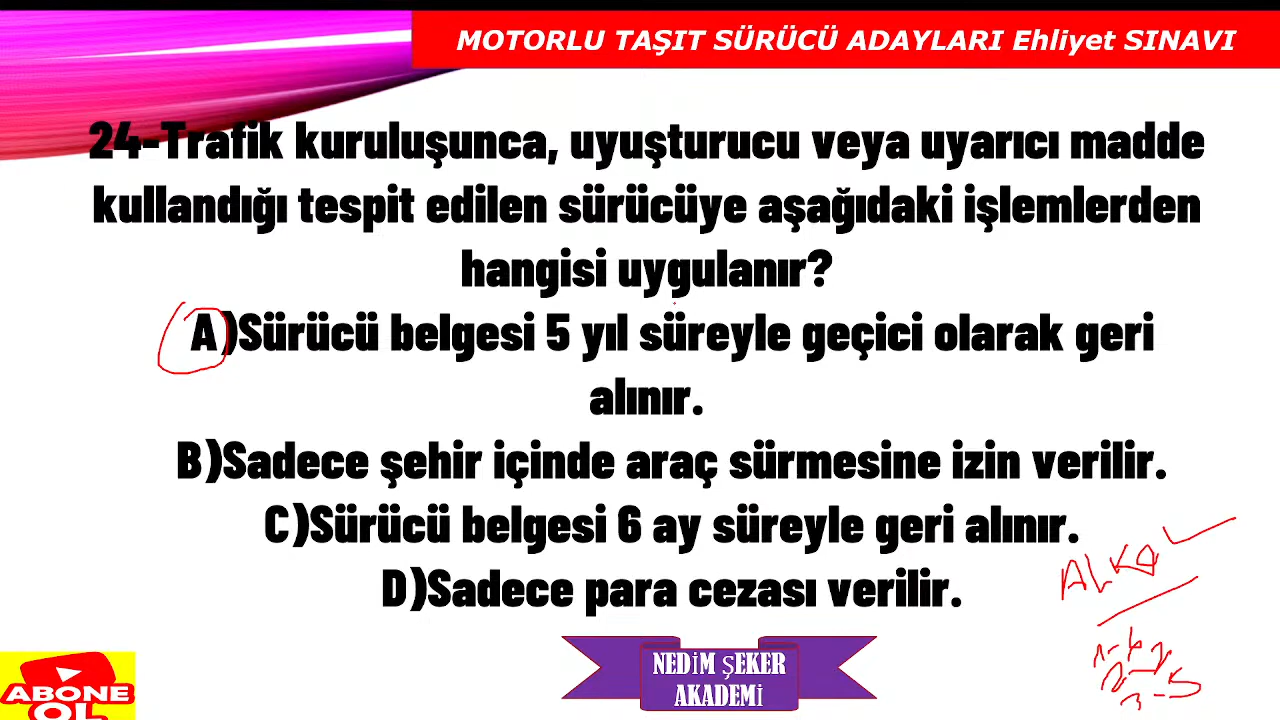 MOTORLU TAŞIT SÜRÜCÜ ADAYLARI Ehliyet SINAVI
24-Trafik kuruluşunca, uyuşturucu veya uyarıcı madde
kullandığı tespit edilen sürücüye aşağıdaki işlemlerden
hangisi uygulanır?
A)Sürücü belgesi 5 yıl süreyle geçici olarak geri
alınır.
B)Sadece şehir içinde araç sürmesine izin verilir.
C)Sürücü belgesi 6 ay süreyle geri alınır.
D)Sadece para cezası verilir.
ALKOL
NEDİM ŞEKER
AKADEMİ
ABONE
OL